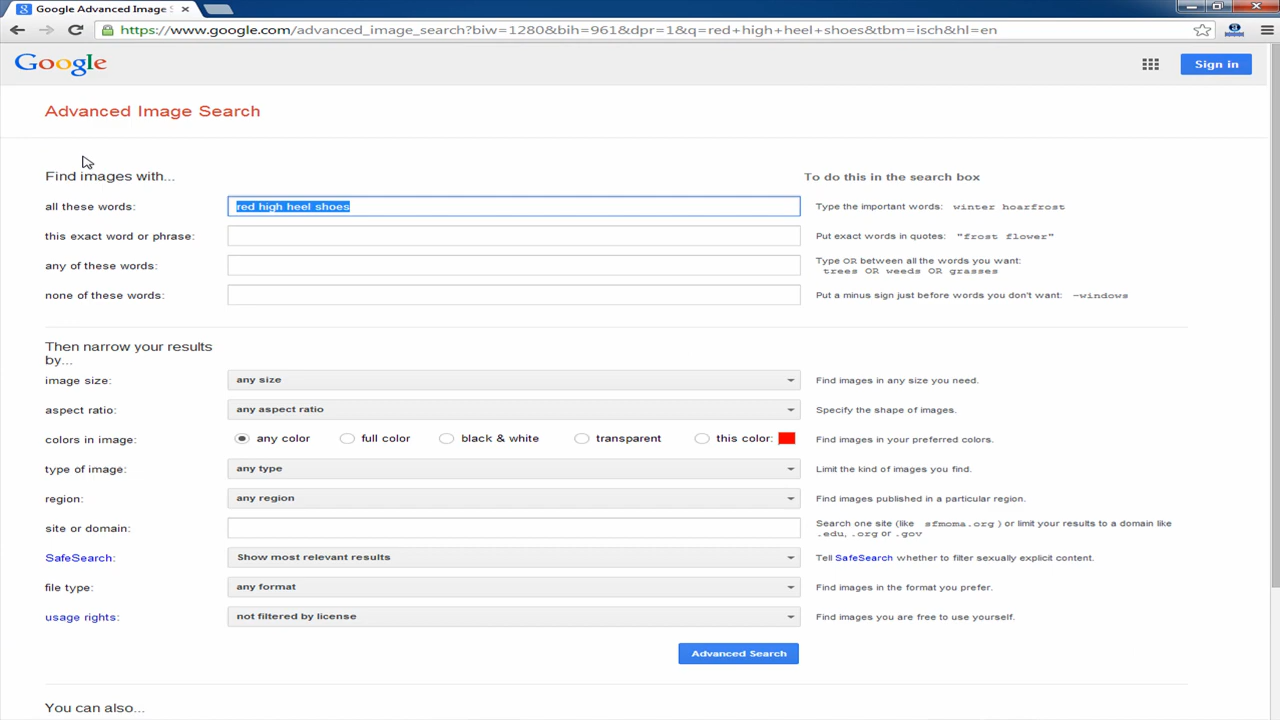 Google Advanced Image S
https://www.google.com/advanced_image_search?biw=1280&bih=961&dpr=1&q=red+high+heel+shoes&tbm=isch&hl=en
Google
Sign in
Advanced Image Search
Find images with...
To do this in the search box
all these words:
red high heel shoes
Type the important words: winter hoarfrost
this exact word or phrase:
Put exact words in quotes: "frost flower"
any of these words:
Type OR between all the words you want:
trees OR weeds OR grasses
none of these words:
Put a minus sign just before words you don't want: -windows
Then narrow your results
by...
image size:
any size
Find images in any size you need.
aspect ratio:
any aspect ratio
Specify the shape of images.
colors in image:
any color full color black & white transparent this color:
Find images in your preferred colors.
type of image:
any type
Limit the kind of images you find.
region:
any region
Find images published in a particular region.
site or domain:
Search one site (like sfmoma.org ) or limit your results to a domain like
.edu, .org or .gov
SafeSearch:
Show most relevant results
Tell SafeSearch whether to filter sexually explicit content.
file type:
any format
Find images in the format you prefer.
usage rights:
not filtered by license
Find images you are free to use yourself.
Advanced Search
You can also...